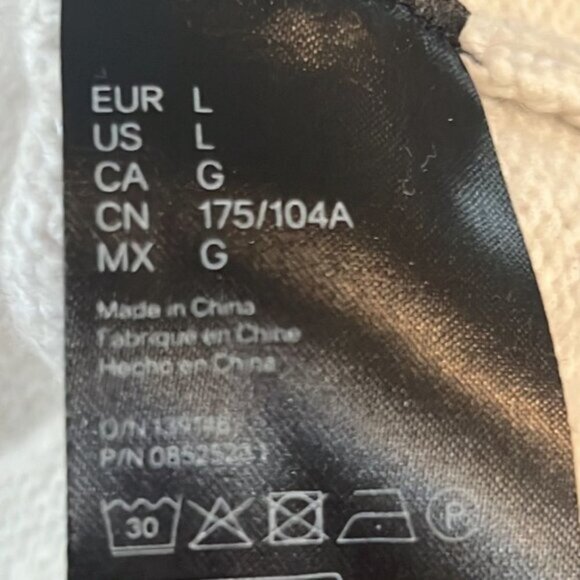 EUR L
US L
CA G
CN 175/104A
MX G
Made in China
Fabriqué en Chine
Hecho en China
O/N
P/N
30
P